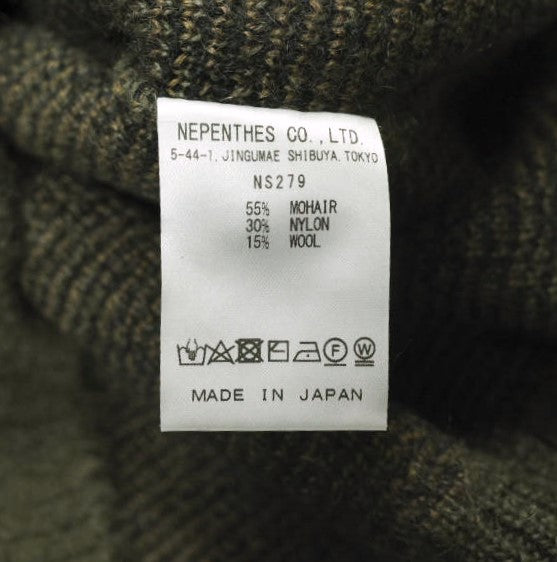 NEPENTHES CO.,LTD.
5-44-1, JINGUMAE SHIBUYA, TOKYO
NS279
55% MOHAIR
30% NYLON
15% WOOL
F W
MADE IN JAPAN